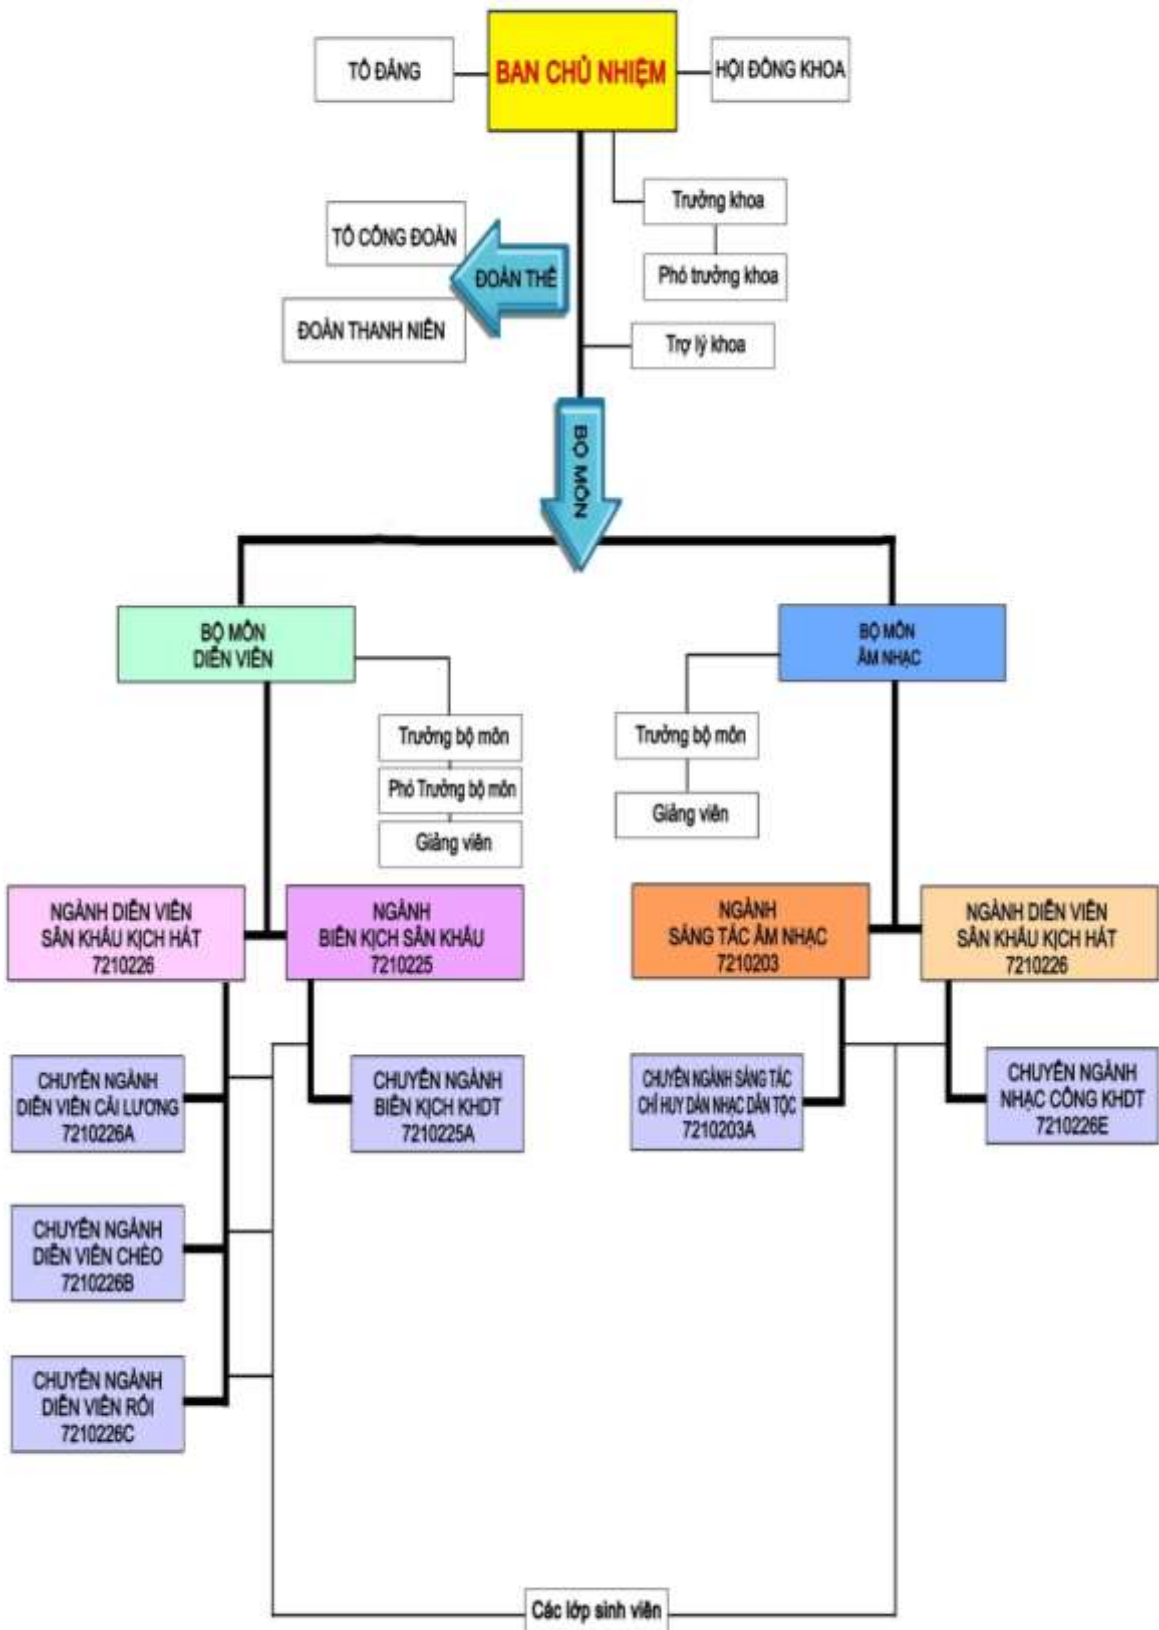 TỔ ĐẢNG
BAN CHỦ NHIỆM
HỘI ĐỒNG KHOA
Trưởng khoa
TỔ CÔNG ĐOÀN
ĐOÀN THỂ
Phó trưởng khoa
ĐOÀN THANH NIÊN
Trợ lý khoa
BỘ MÔN
BỘ MÔN
DIỄN VIÊN
BỘ MÔN
ÂM NHẠC
Trưởng bộ môn
Phó Trưởng bộ môn
Giảng viên
Trưởng bộ môn
Giảng viên
NGÀNH DIỄN VIÊN
SÂN KHẤU KỊCH HÁT
7210226
NGÀNH
BIÊN KỊCH SÂN KHẤU
7210225
NGÀNH
SÁNG TÁC ÂM NHẠC
7210203
NGÀNH DIỄN VIÊN
SÂN KHẤU KỊCH HÁT
7210226
CHUYÊN NGÀNH
DIỄN VIÊN CẢI LƯƠNG
7210226A
CHUYÊN NGÀNH
BIÊN KỊCH KHDT
7210225A
CHUYÊN NGÀNH SÁNG TÁC
CHỈ HUY DÀN NHẠC DÂN TỘC
7210203A
CHUYÊN NGÀNH
NHẠC CÔNG KHDT
7210226E
CHUYÊN NGÀNH
DIỄN VIÊN CHÈO
7210226B
CHUYÊN NGÀNH
DIỄN VIÊN RỐI
7210226C
Các lớp sinh viên